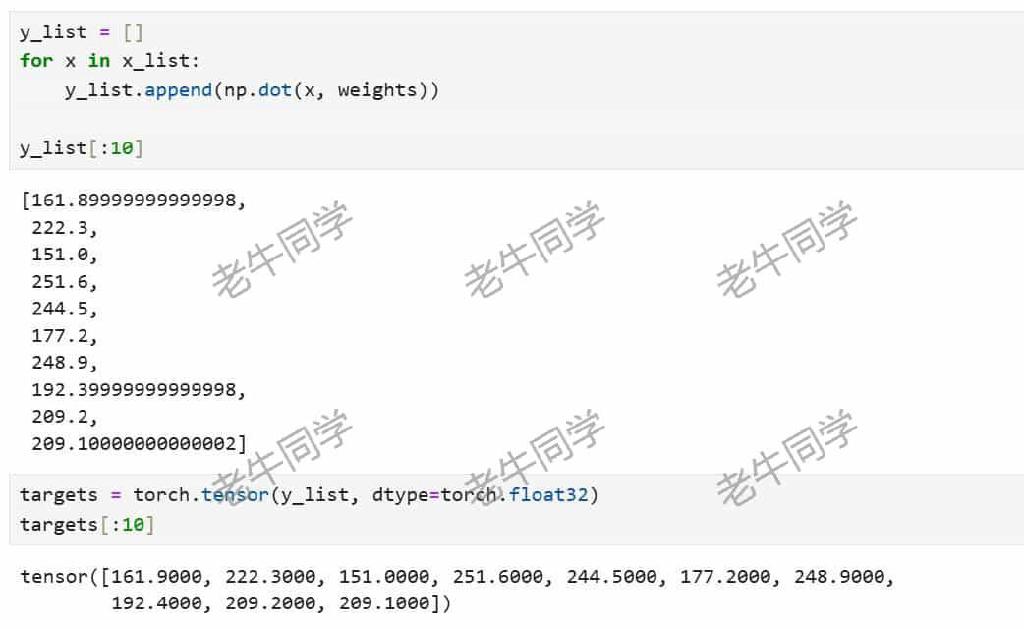 y_list = []
for x in x_list:
    y_list.append(np.dot(x, weights))
y_list[:10]
[161.89999999999998,
 222.3,
 151.0,
 251.6,
 244.5,
 177.2,
 248.9,
 192.39999999999998,
 209.2,
 209.10000000000002]
老牛同学 老牛同学 老牛同学
老牛同学 老牛同学 老牛同学
targets = torch.tensor(y_list, dtype=torch.float32)
targets[:10]
tensor([161.9000, 222.3000, 151.0000, 251.6000, 244.5000, 177.2000, 248.9000,
        192.4000, 209.2000, 209.1000])